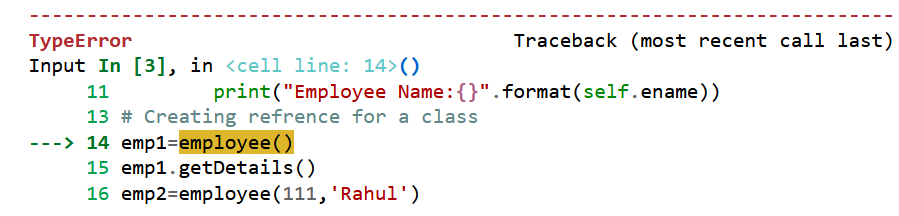 ---------------------------------------------------------------------------
TypeError                                 Traceback (most recent call last)
Input In [3], in <cell line: 14>()
     11         print("Employee Name:{}".format(self.ename))
     13 # Creating refrence for a class
---> 14 emp1=employee()
     15 emp1.getDetails()
     16 emp2=employee(111,'Rahul')